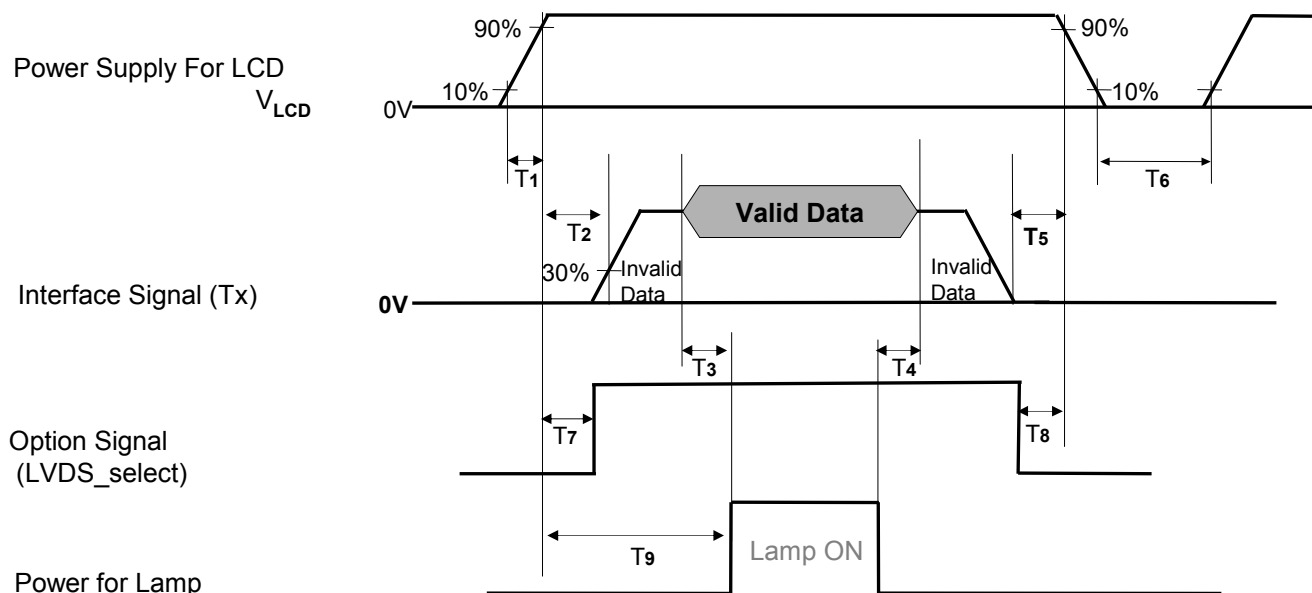 90%
90%
Power Supply For LCD
VLCD
10%
10%
0V
T1
T6
T2
Valid Data
T5
30%
Invalid
Data
Invalid
Data
Interface Signal (Tx)
0V
T3
T4
T7
T8
Option Signal
(LVDS_select)
T9
Lamp ON
Power for Lamp